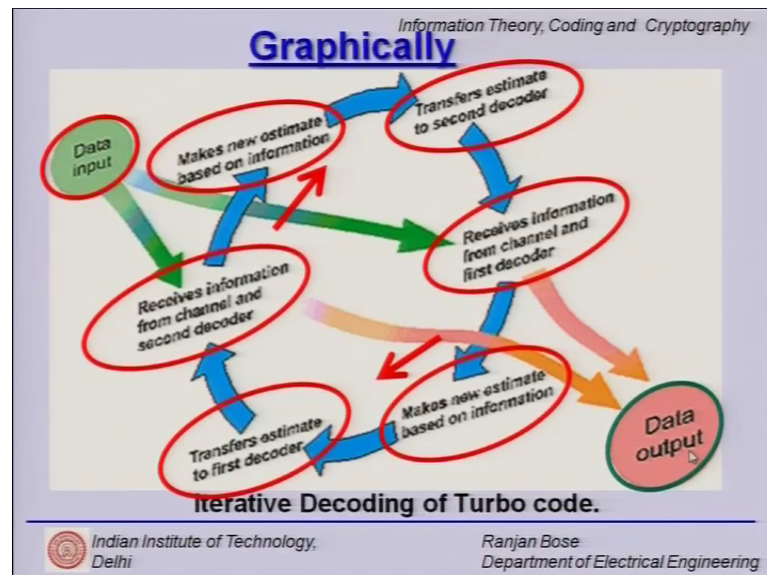 Information Theory, Coding and Cryptography
Graphically
Data
input
Makes new estimate
based on information
Transfers estimate
to second decoder
Receives information
from channel and
first decoder
Receives information
from channel and
second decoder
Makes new estimate
based on information
Transfers estimate
to first decoder
Data
output
Iterative Decoding of Turbo code.
Indian Institute of Technology,
Delhi
Ranjan Bose
Department of Electrical Engineering